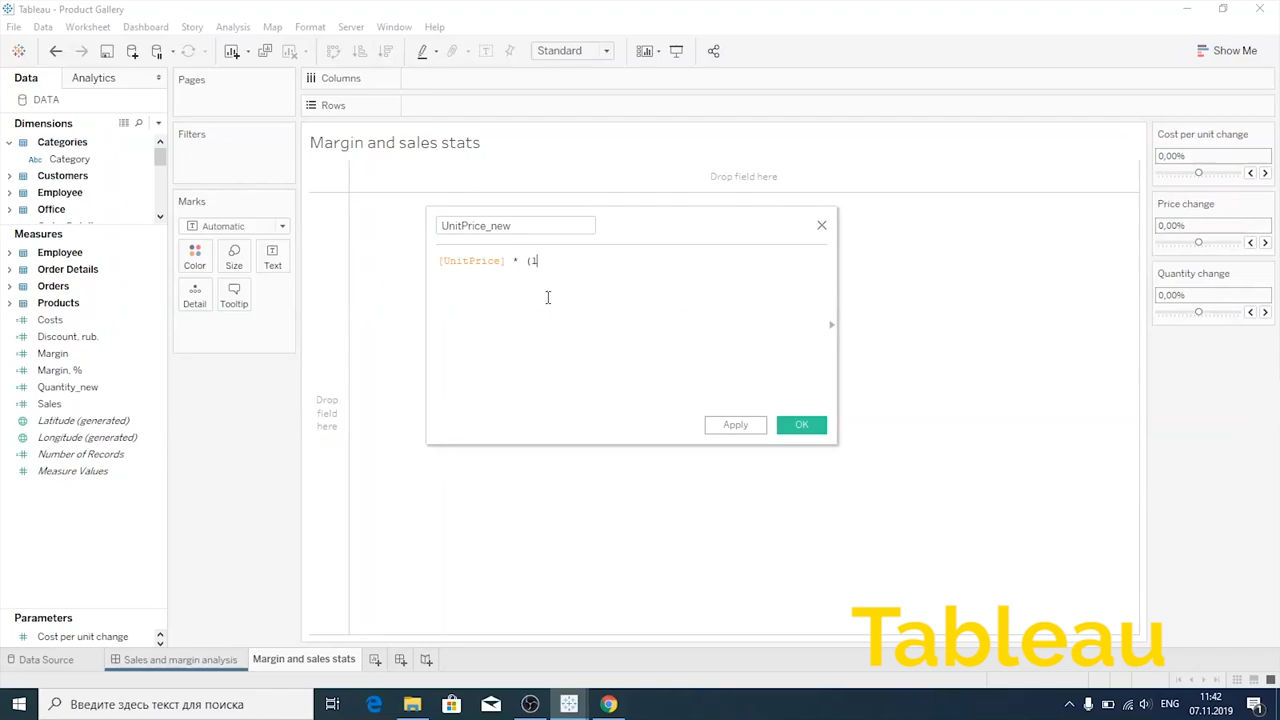 Tableau - Product Gallery
File Data Worksheet Dashboard Story Analysis Map Format Server Window Help
Standard
Show Me
Data Analytics
DATA
Dimensions
Categories
Abc Category
Customers
Employee
Office
Measures
Employee
Order Details
Orders
Products
Costs
Discount, rub.
Margin
Margin, %
Quantity_new
Sales
Latitude (generated)
Longitude (generated)
Number of Records
Measure Values
Parameters
Cost per unit change
Pages
Filters
Marks
Automatic
Color Size Text
Detail Tooltip
Columns
Rows
Margin and sales stats
Drop field here
Drop
field
here
UnitPrice_new
[UnitPrice] * (1
Apply OK
Cost per unit change
0,00%
Price change
0,00%
Quantity change
0,00%
Tableau
Data Source Sales and margin analysis Margin and sales stats
Введите здесь текст для поиска
ENG
11:42
07.11.2019